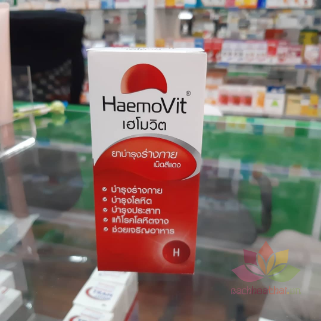 HaemoVit®
เฮโมวิต
ยาบำรุงร่างกาย
เม็ดสีแดง
บำรุงร่างกาย
บำรุงโลหิต
บำรุงประสาท
แก้โรคโลหิตจาง
ช่วยเจริญอาหาร
H